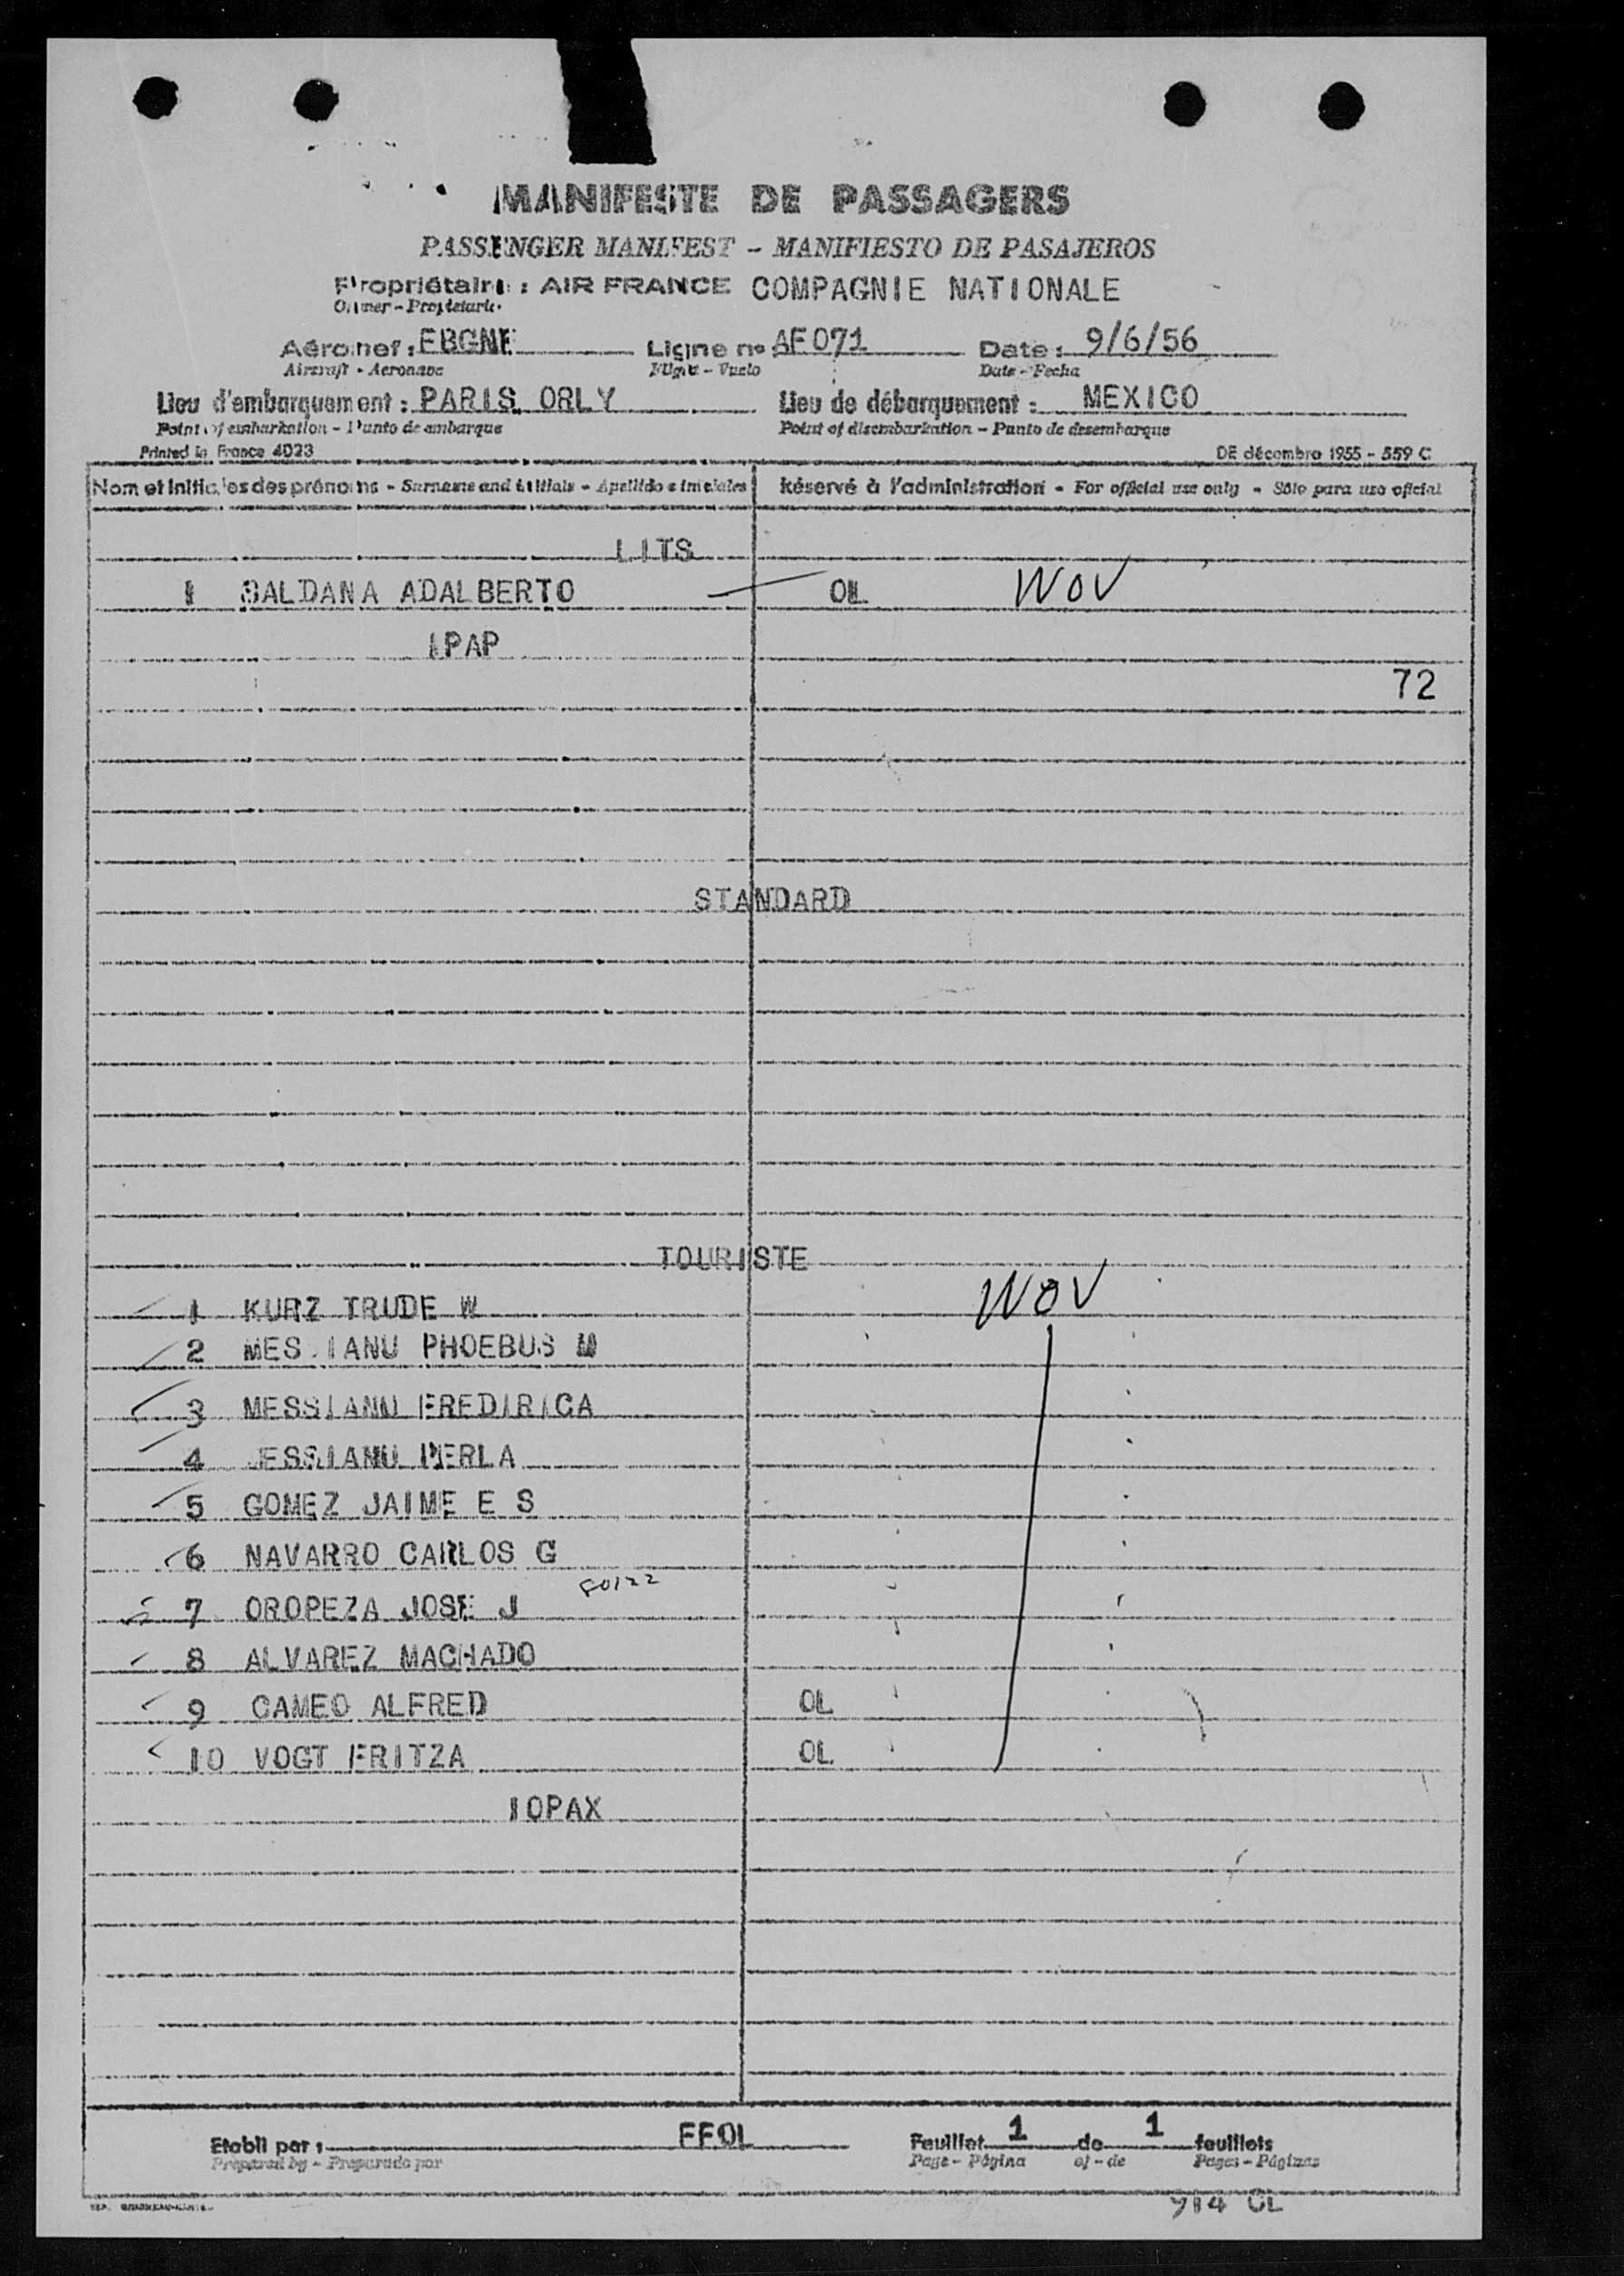 MANIFESTE DE PASSAGERS
PASSENGER MANIFEST - MANIFIESTO DE PASAJEROS
Propriétaire : AIR FRANCE COMPAGNIE NATIONALE
Owner - Propietario
Aéronef : EBGNE Ligne nº AF071 Date : 9/6/56
Aircraft - Aeronave Flight - Vuelo Date - Fecha
Lieu d'embarquement : PARIS ORLY Lieu de débarquement : MEXICO
Point of embarkation - Punto de embarque Point of disembarkation - Punto de desembarque
Printed in France 4023 DE décembre 1955 - 559 C
Nom et initiales des prénoms - Surname and initials - Apellido e iniciales Réservé à l'administration - For official use only - Sólo para uso oficial
LITS
1 SALDANA ADALBERTO OL WOV
1PAP
72
STANDARD
TOURISTE
1 KURZ TRUDE W WOV
2 MESSIANU PHOEBUS M
3 MESSIANU FREDIRICA
4 MESSIANU PERLA
5 GOMEZ JAIME E S
6 NAVARRO CARLOS G
7 OROPEZA JOSE J
8 ALVAREZ MACHADO
9 CAMEO ALFRED OL
10 VOGT FRITZA OL
10PAX
Etabli par : FFOL Feuillet 1 de 1 feuillets
Prepared by - Preparado por Page - Página of - de Pages - Páginas
914 OL